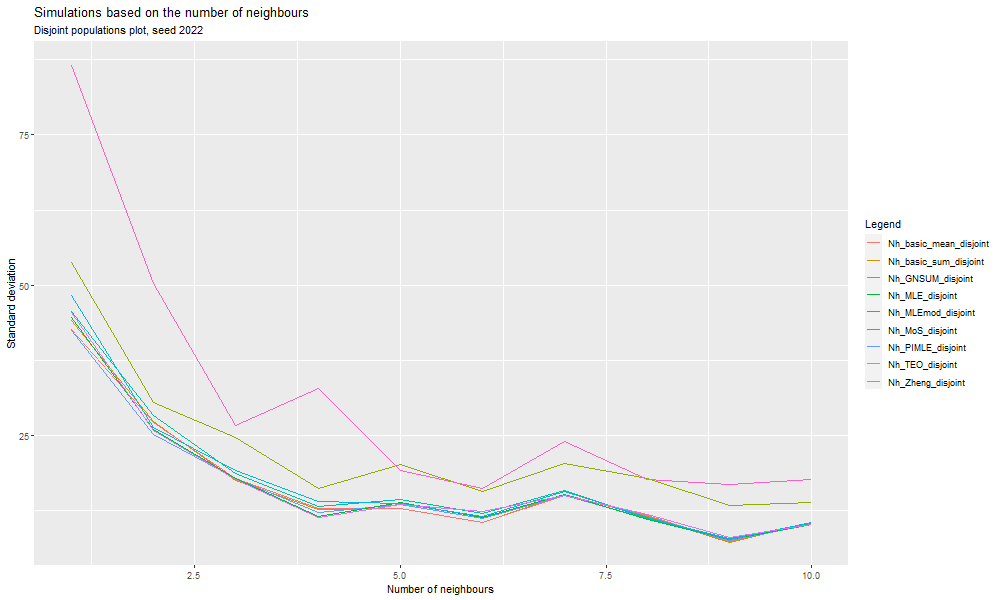 Simulations based on the number of neighbours
Disjoint populations plot, seed 2022
75
50
25
Standard deviation
2.5
5.0
7.5
10.0
Number of neighbours
Legend
Nh_basic_mean_disjoint
Nh_basic_sum_disjoint
Nh_GNSUM_disjoint
Nh_MLE_disjoint
Nh_MLEmod_disjoint
Nh_MoS_disjoint
Nh_PIMLE_disjoint
Nh_TEO_disjoint
Nh_Zheng_disjoint